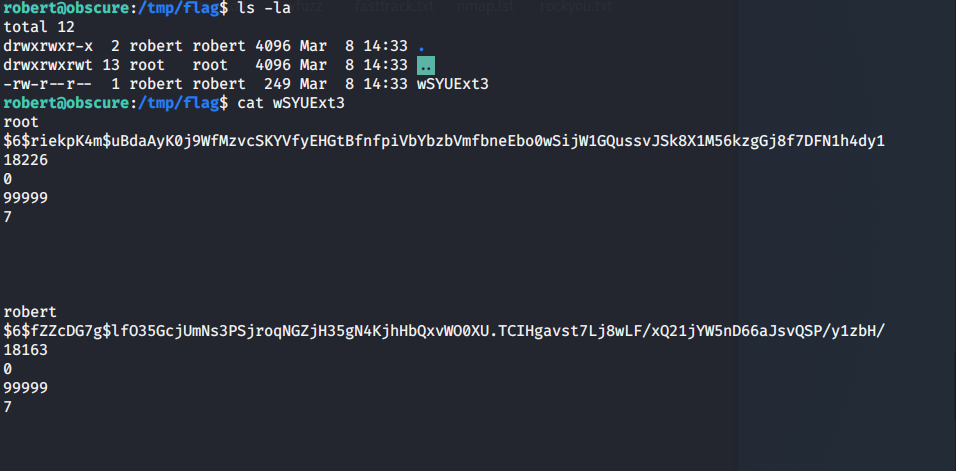 robert@obscure:/tmp/flag$ ls -la
total 12
drwxrwxr-x  2 robert robert 4096 Mar  8 14:33 .
drwxrwxrwt 13 root   root   4096 Mar  8 14:33 ..
-rw-r--r--  1 robert robert  249 Mar  8 14:33 wSYUExt3
robert@obscure:/tmp/flag$ cat wSYUExt3
root
$6$riekpK4m$uBdaAyK0j9WfMzvcSKYVfyEHGtBfnfpiVbYbzbVmfbneEbo0wSijW1GQussvJSk8X1M56kzgGj8f7DFN1h4dy1
18226
0
99999
7
robert
$6$fZZcDG7g$lfO35GcjUmNs3PSjroqNGZjH35gN4KjhHbQxvWO0XU.TCIHgavst7Lj8wLF/xQ21jYW5nD66aJsvQSP/y1zbH/
18163
0
99999
7